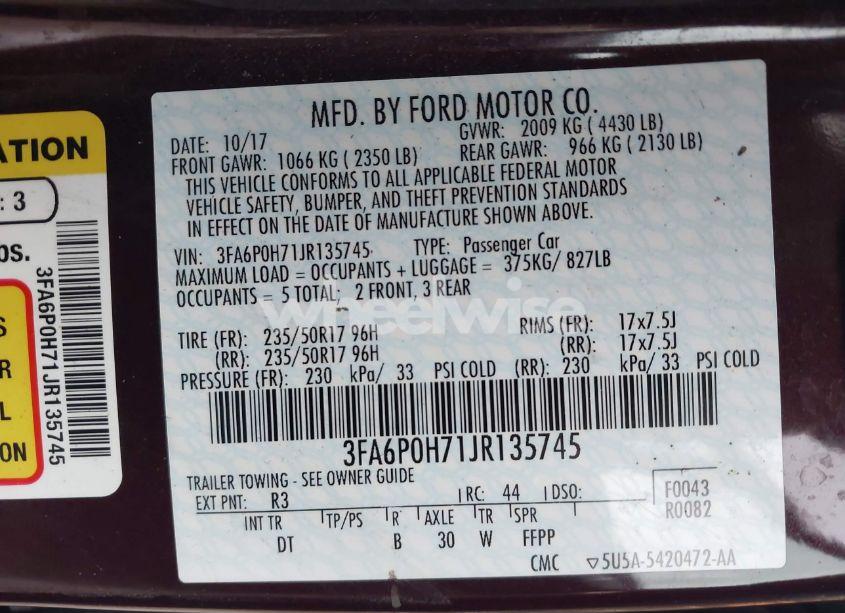 ATION
: 3
os.
3FA6P0H71JR135745
S
R
L
ON
MFD. BY FORD MOTOR CO.
DATE: 10/17 GVWR: 2009 KG ( 4430 LB)
FRONT GAWR: 1066 KG ( 2350 LB) REAR GAWR: 966 KG ( 2130 LB)
THIS VEHICLE CONFORMS TO ALL APPLICABLE FEDERAL MOTOR
VEHICLE SAFETY, BUMPER, AND THEFT PREVENTION STANDARDS
IN EFFECT ON THE DATE OF MANUFACTURE SHOWN ABOVE.
VIN: 3FA6P0H71JR135745 TYPE: Passenger Car
MAXIMUM LOAD = OCCUPANTS + LUGGAGE = 375KG/ 827LB
OCCUPANTS = 5 TOTAL; 2 FRONT, 3 REAR
wheelwise
TIRE (FR): 235/50R17 96H RIMS (FR): 17x7.5J
(RR): 235/50R17 96H (RR): 17x7.5J
PRESSURE (FR): 230 kPa/ 33 PSI COLD (RR): 230 kPa/ 33 PSI COLD
3FA6P0H71JR135745
TRAILER TOWING - SEE OWNER GUIDE
EXT PNT: R3 RC: 44 DSO: F0043
R0082
INT TR TP/PS R AXLE TR SPR
DT B 30 W FFPP
CMC ▽5U5A-5420472-AA